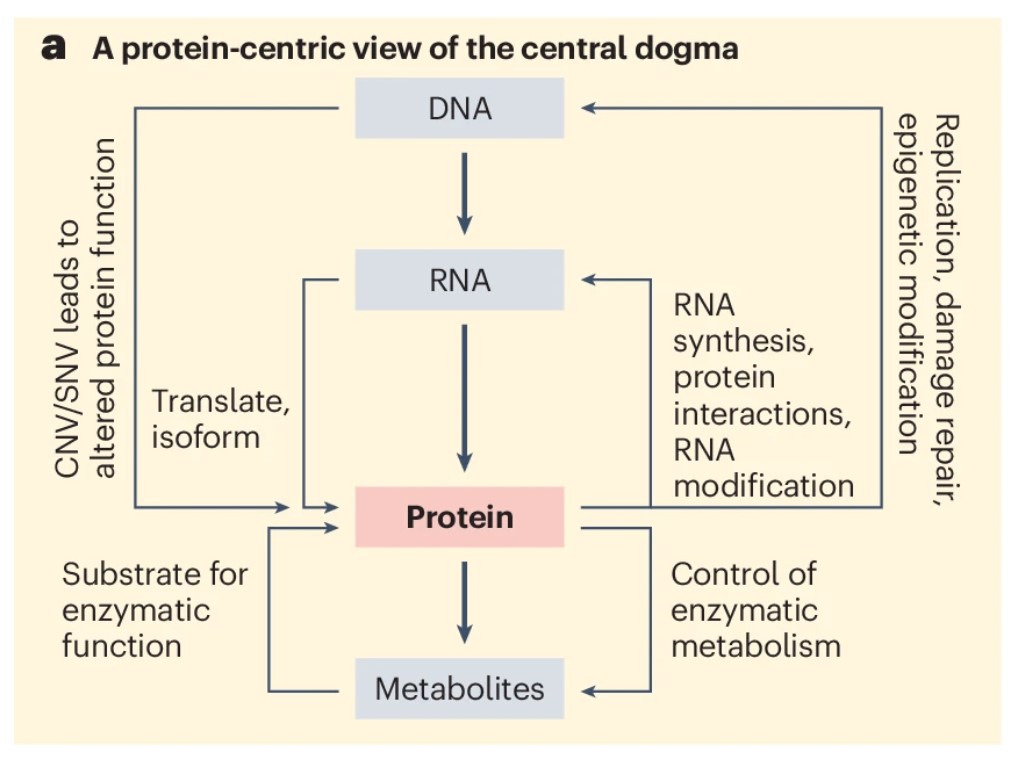 a A protein-centric view of the central dogma
DNA
CNV/SNV leads to
altered protein function
Replication, damage repair,
epigenetic modification
RNA
Translate,
isoform
RNA
synthesis,
protein
interactions,
RNA
modification
Protein
Substrate for
enzymatic
function
Control of
enzymatic
metabolism
Metabolites